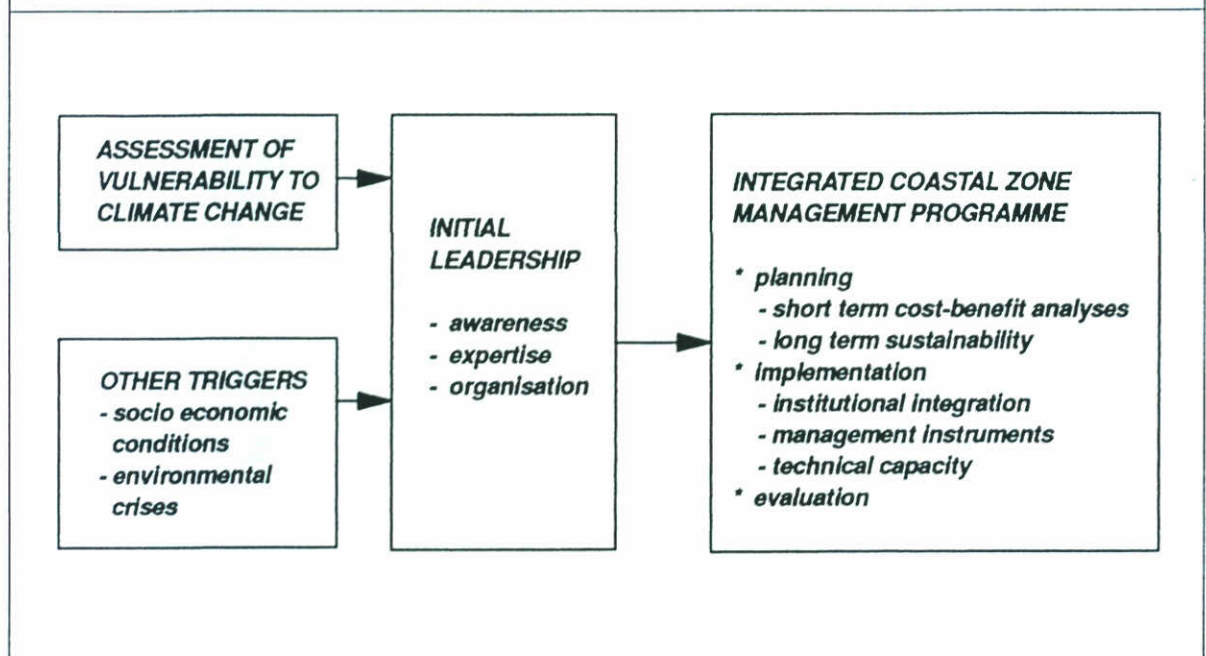 ASSESSMENT OF
VULNERABILITY TO
CLIMATE CHANGE
OTHER TRIGGERS
- socio economic
conditions
- environmental
crises
INITIAL
LEADERSHIP
- awareness
- expertise
- organisation
INTEGRATED COASTAL ZONE
MANAGEMENT PROGRAMME
* planning
- short term cost-benefit analyses
- long term sustainability
* implementation
- institutional integration
- management instruments
- technical capacity
* evaluation